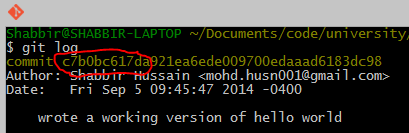 Shabbir@SHABBIR-LAPTOP ~/Documents/code/university/
$ git log
commit c7b0bc617da921ea6ede009700edaaad6183dc98
Author: Shabbir Hussain <mohd.husn001@gmail.com>
Date: Fri Sep 5 09:45:47 2014 -0400
wrote a working version of hello world